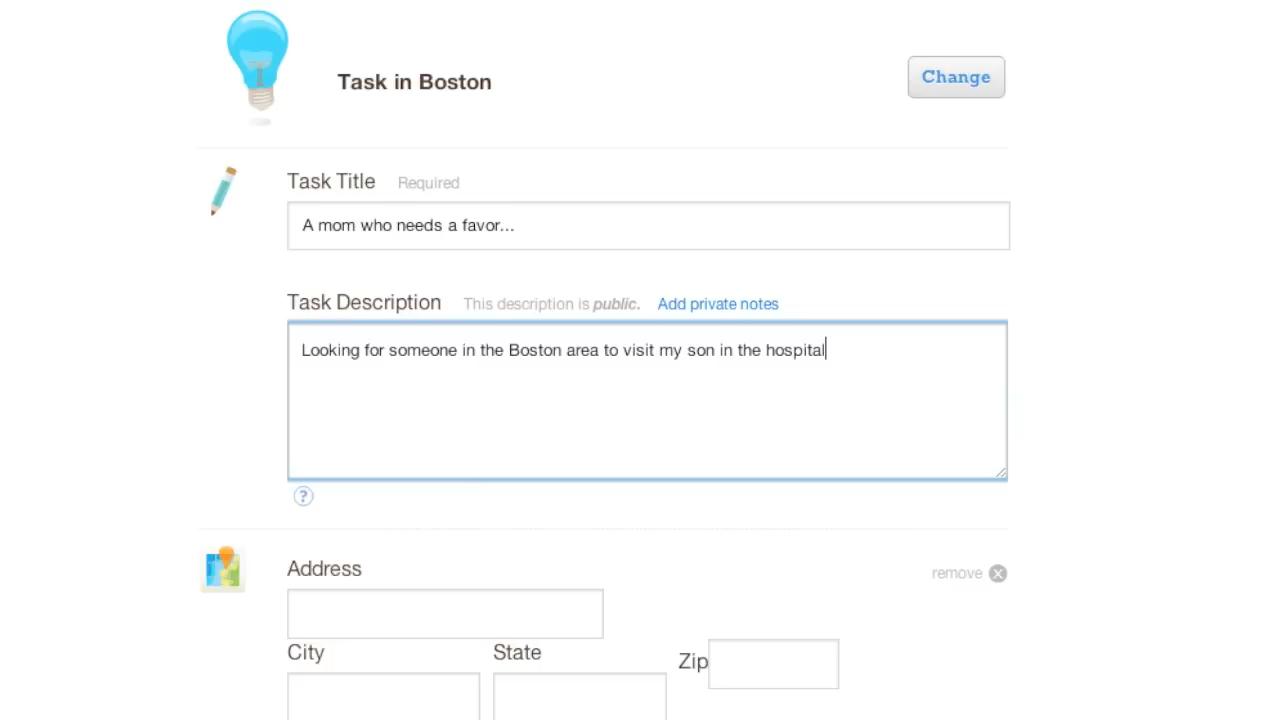 Task in Boston
Change
Task Title Required
A mom who needs a favor...
Task Description This description is public. Add private notes
Looking for someone in the Boston area to visit my son in the hospital
?
Address
remove
City State Zip